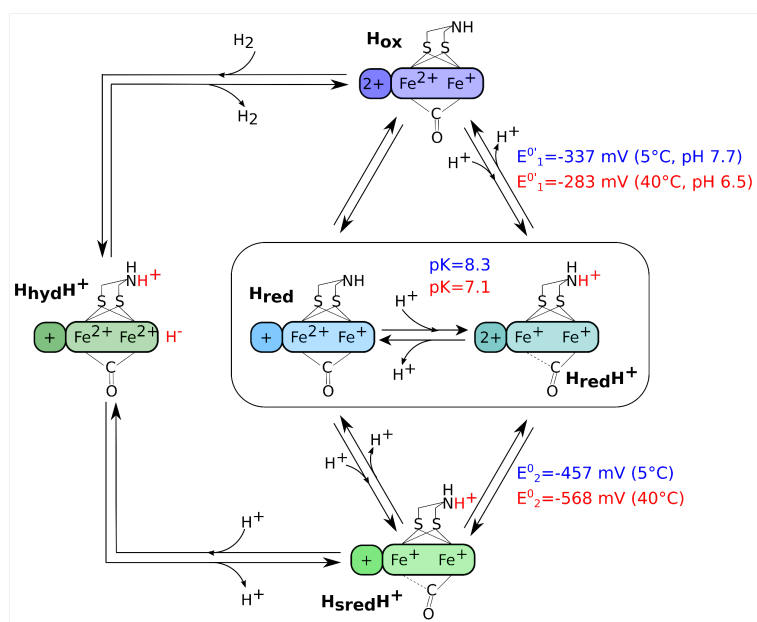 H2
Hox
NH
S S
2+ Fe2+ Fe+
C
O
H2
H+
H+
E0'1=-337 mV (5°C, pH 7.7)
E0'1=-283 mV (40°C, pH 6.5)
HhydH+
H
NH+
S S
+ Fe2+ Fe2+ H-
C
O
Hred
NH
S S
+ Fe2+ Fe+
C
O
pK=8.3
pK=7.1
H+
H+
H
NH+
S S
2+ Fe+ Fe+
C
O
HredH+
H+
H+
E02=-457 mV (5°C)
E02=-568 mV (40°C)
H+
H+
H
NH+
S S
+ Fe+ Fe+
C
O
HsredH+